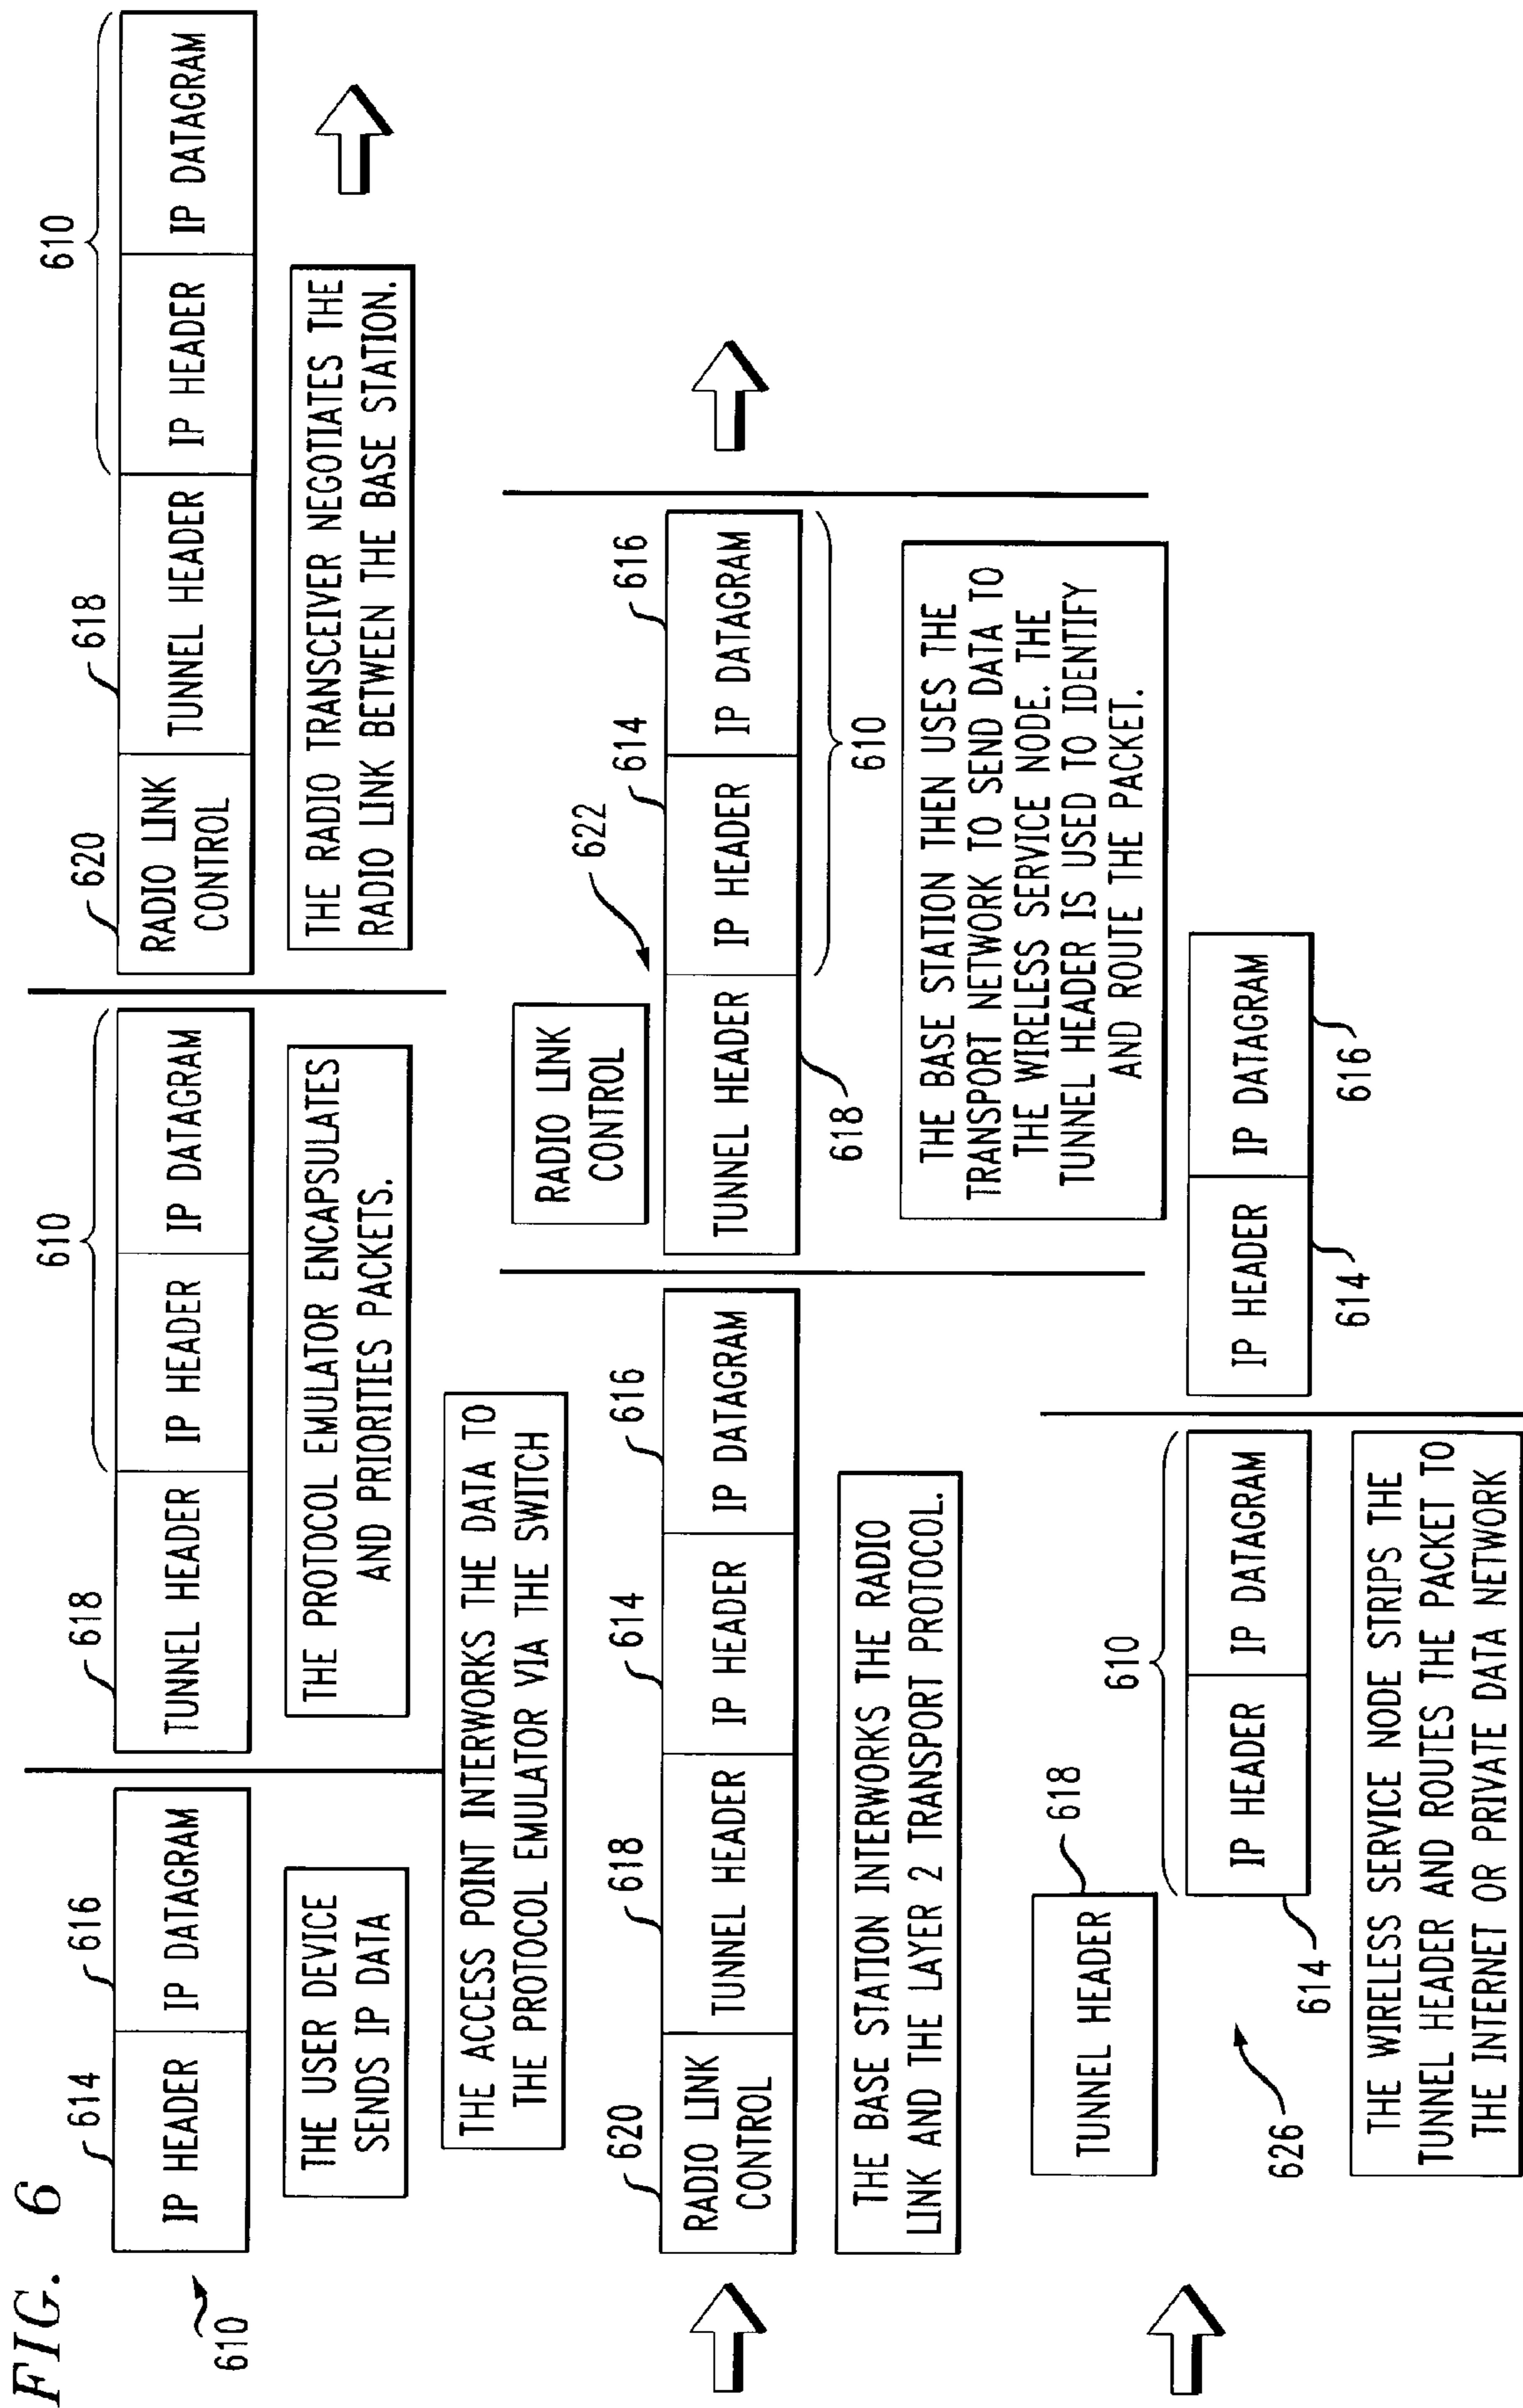 FIG. 6
610
614
616
IP HEADER
IP DATAGRAM
THE USER DEVICE
SENDS IP DATA
618
610
TUNNEL HEADER
IP HEADER
IP DATAGRAM
THE PROTOCOL EMULATOR ENCAPSULATES
AND PRIORITIES PACKETS.
620
618
610
RADIO LINK
CONTROL
TUNNEL HEADER
IP HEADER
IP DATAGRAM
THE RADIO TRANSCEIVER NEGOTIATES THE
RADIO LINK BETWEEN THE BASE STATION.
THE ACCESS POINT INTERWORKS THE DATA TO
THE PROTOCOL EMULATOR VIA THE SWITCH
620
618
614
616
RADIO LINK
CONTROL
TUNNEL HEADER
IP HEADER
IP DATAGRAM
THE BASE STATION INTERWORKS THE RADIO
LINK AND THE LAYER 2 TRANSPORT PROTOCOL.
RADIO LINK
CONTROL
622
614
616
TUNNEL HEADER
IP HEADER
IP DATAGRAM
618
610
THE BASE STATION THEN USES THE
TRANSPORT NETWORK TO SEND DATA TO
THE WIRELESS SERVICE NODE. THE
TUNNEL HEADER IS USED TO IDENTIFY
AND ROUTE THE PACKET.
TUNNEL HEADER
618
610
626
614
IP HEADER
IP DATAGRAM
THE WIRELESS SERVICE NODE STRIPS THE
TUNNEL HEADER AND ROUTES THE PACKET TO
THE INTERNET OR PRIVATE DATA NETWORK
IP HEADER
IP DATAGRAM
614
616